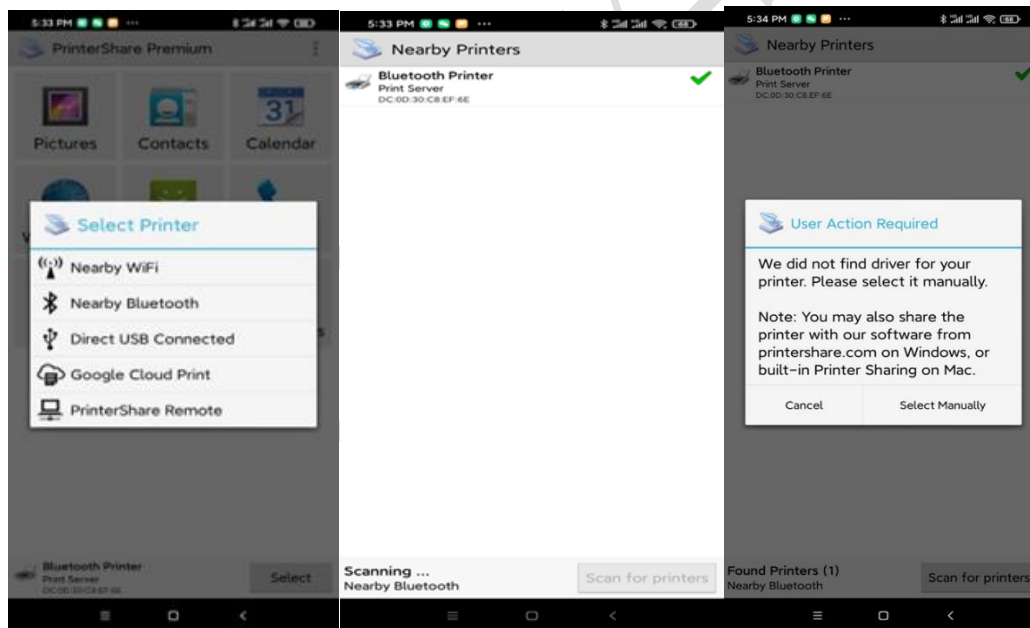 5:33 PM
PrinterShare Premium
Pictures
Contacts
31
Calendar
Select Printer
Nearby WiFi
Nearby Bluetooth
Direct USB Connected
Google Cloud Print
PrinterShare Remote
Bluetooth Printer
Print Server
Select
5:33 PM
68
Nearby Printers
Bluetooth Printer
Print Server
DC:0D:30:C8:EF:6E
Scanning ...
Nearby Bluetooth
Scan for printers
5:34 PM
68
Nearby Printers
Bluetooth Printer
Print Server
DC:0D:30:C8:EF:6E
User Action Required
We did not find driver for your
printer. Please select it manually.
Note: You may also share the
printer with our software from
printershare.com on Windows, or
built-in Printer Sharing on Mac.
Cancel
Select Manually
Found Printers (1)
Nearby Bluetooth
Scan for printers